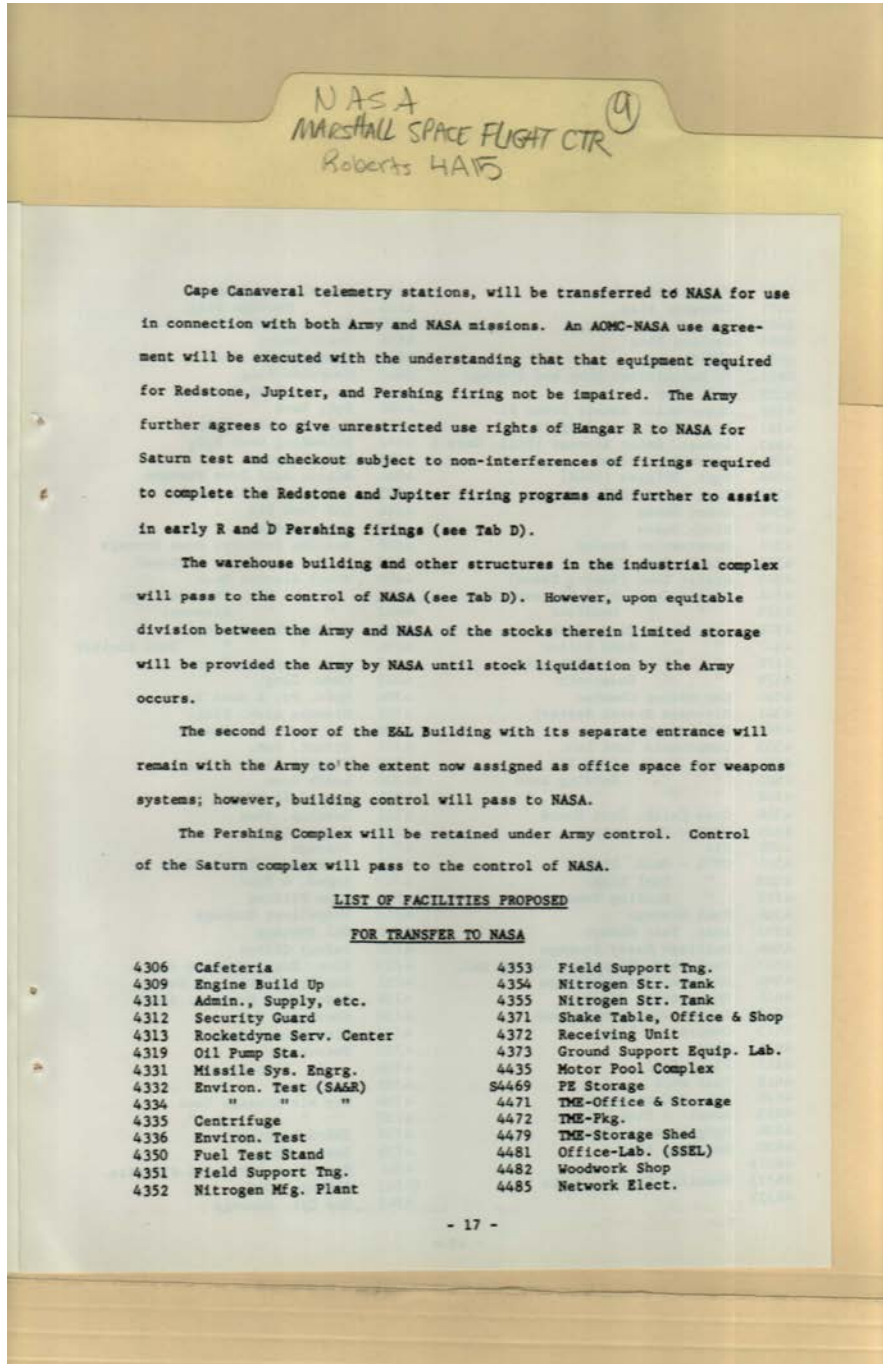 NASA
MARSHALL SPACE FLIGHT CTR 9
Roberts 4A15
Cape Canaveral telemetry stations, will be transferred to NASA for use
in connection with both Army and NASA missions. An AOMC-NASA use agree-
ment will be executed with the understanding that that equipment required
for Redstone, Jupiter, and Pershing firing not be impaired. The Army
further agrees to give unrestricted use rights of Hangar R to NASA for
Saturn test and checkout subject to non-interferences of firings required
to complete the Redstone and Jupiter firing programs and further to assist
in early R and D Pershing firings (see Tab D).
The warehouse building and other structures in the industrial complex
will pass to the control of NASA (see Tab D). However, upon equitable
division between the Army and NASA of the stocks therein limited storage
will be provided the Army by NASA until stock liquidation by the Army
occurs.
The second floor of the E&L Building with its separate entrance will
remain with the Army to the extent now assigned as office space for weapons
systems; however, building control will pass to NASA.
The Pershing Complex will be retained under Army control. Control
of the Saturn complex will pass to the control of NASA.
LIST OF FACILITIES PROPOSED
FOR TRANSFER TO NASA
4306 Cafeteria
4309 Engine Build Up
4311 Admin., Supply, etc.
4312 Security Guard
4313 Rocketdyne Serv. Center
4319 Oil Pump Sta.
4331 Missile Sys. Engrg.
4332 Environ. Test (SA&R)
4334 " " "
4335 Centrifuge
4336 Environ. Test
4350 Fuel Test Stand
4351 Field Support Tng.
4352 Nitrogen Mfg. Plant
4353 Field Support Tng.
4354 Nitrogen Str. Tank
4355 Nitrogen Str. Tank
4371 Shake Table, Office & Shop
4372 Receiving Unit
4373 Ground Support Equip. Lab.
4435 Motor Pool Complex
S4469 PE Storage
4471 TME-Office & Storage
4472 TME-Pkg.
4479 TME-Storage Shed
4481 Office-Lab. (SSEL)
4482 Woodwork Shop
4485 Network Elect.
- 17 -